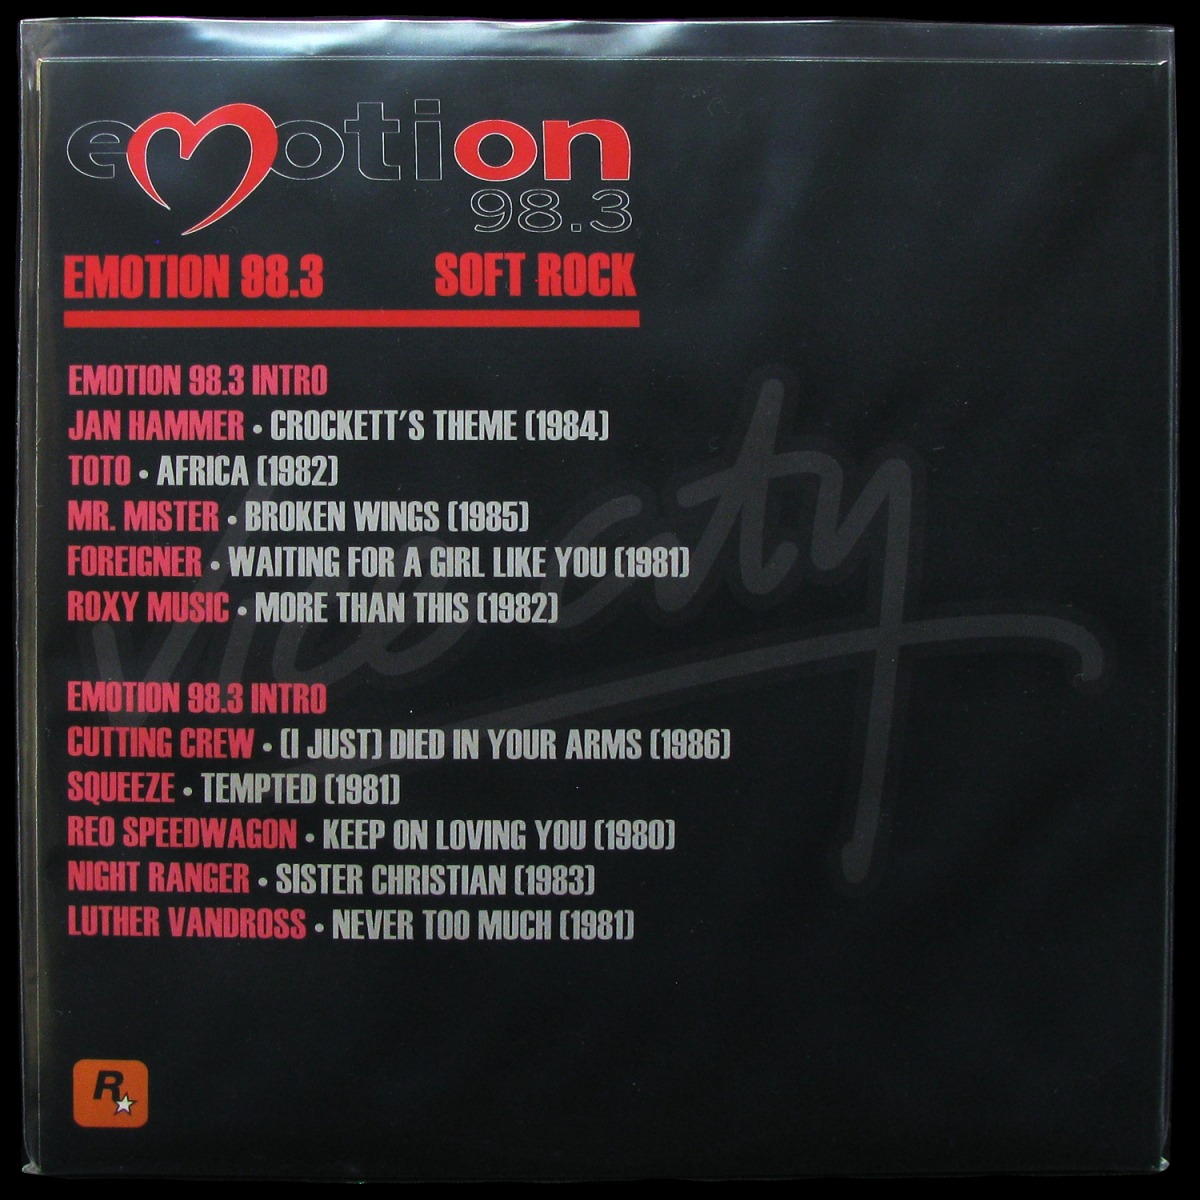 emotion
98.3
EMOTION 98.3 SOFT ROCK
EMOTION 98.3 INTRO
JAN HAMMER • CROCKETT'S THEME (1984)
TOTO • AFRICA (1982)
MR. MISTER • BROKEN WINGS (1985)
FOREIGNER • WAITING FOR A GIRL LIKE YOU (1981)
ROXY MUSIC • MORE THAN THIS (1982)
vice city
EMOTION 98.3 INTRO
CUTTING CREW • (I JUST) DIED IN YOUR ARMS (1986)
SQUEEZE • TEMPTED (1981)
REO SPEEDWAGON • KEEP ON LOVING YOU (1980)
NIGHT RANGER • SISTER CHRISTIAN (1983)
LUTHER VANDROSS • NEVER TOO MUCH (1981)
R